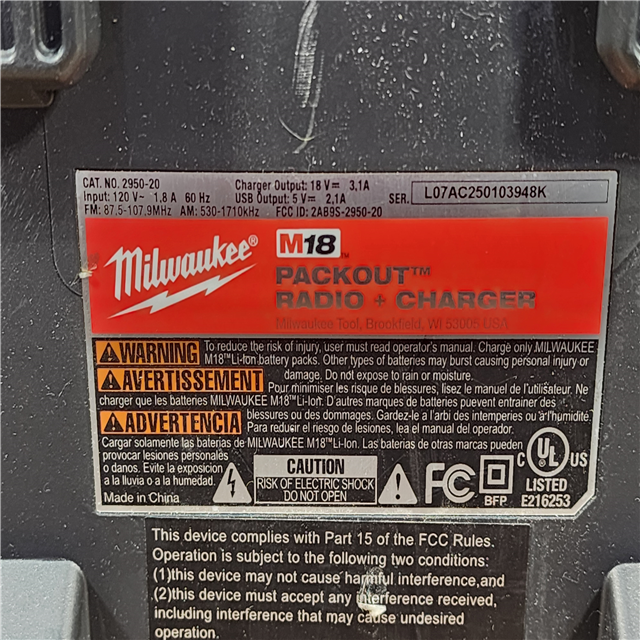 CAT. NO. 2950-20
Input: 120 V~ 1,8 A 60 Hz
FM: 87.5-107.9MHz AM: 530-1710kHz
Charger Output: 18 V⎓ 3,1A
USB Output: 5 V⎓ 2,1A
FCC ID: 2AB9S-2950-20
SER. L07AC250103948K
Milwaukee®
M18™
PACKOUT™
RADIO + CHARGER
Milwaukee Tool, Brookfield, WI 53005 USA
WARNING To reduce the risk of injury, user must read operator's manual. Charge only MILWAUKEE
M18™Li-Ion battery packs. Other types of batteries may burst causing personal injury or
damage. Do not expose to rain or moisture.
AVERTISSEMENT Pour minimiser les risque de blessures, lisez le manuel de l'utilisateur. Ne
charger que les batteries MILWAUKEE M18™Li-Ion. D'autres marques de batteries peuvent entraîner des
blessures ou des dommages. Gardez-le a l'arbi des intemperies ou à l'humidité.
ADVERTENCIA Para reducir el riesgo de lesiones, lea el manual del operador.
Cargar solamente las baterias de MILWAUKEE M18™Li-Ion. Las baterias de otras marcas pueden
provocar lesiones personales
o danos. Evite la exposición
a la lluvia o a la humedad.
Made in China
CAUTION
RISK OF ELECTRIC SHOCK
DO NOT OPEN
FC
BFP
C UL US
LISTED
E216253
This device complies with Part 15 of the FCC Rules.
Operation is subject to the following two conditions:
(1)this device may not cause harmful interference,and
(2)this device must accept any interference received,
including interference that may cause undesired
operation.